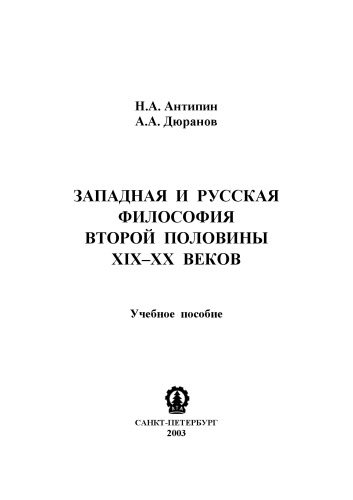 Н.А. Антипин
А.А. Дюранов
ЗАПАДНАЯ И РУССКАЯ
ФИЛОСОФИЯ
ВТОРОЙ ПОЛОВИНЫ
XIX–XX ВЕКОВ
Учебное пособие
САНКТ-ПЕТЕРБУРГ
2003